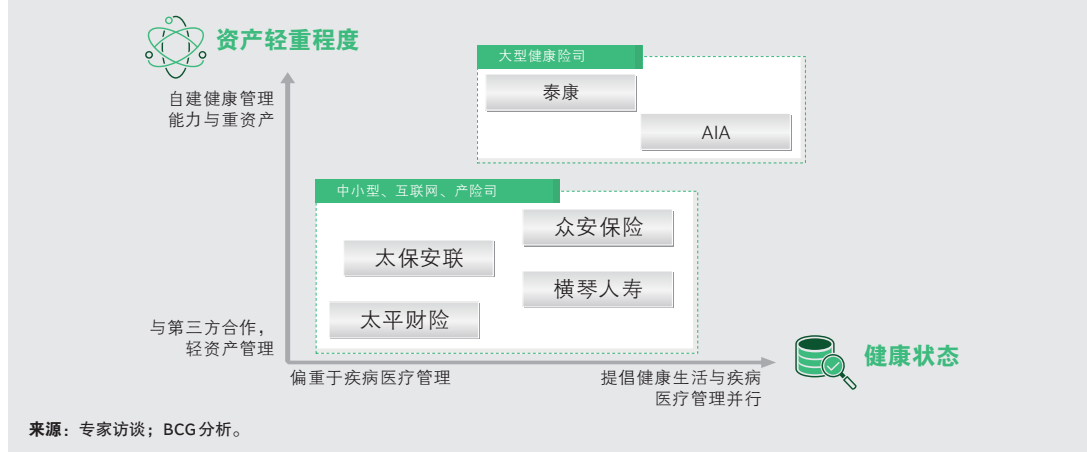 资产轻重程度
自建健康管理
能力与重资产
大型健康险司
泰康
AIA
中小型、互联网、产险司
众安保险
太保安联
横琴人寿
太平财险
与第三方合作，
轻资产管理
偏重于疾病医疗管理
提倡健康生活与疾病
医疗管理并行
健康状态
来源：专家访谈；BCG分析。